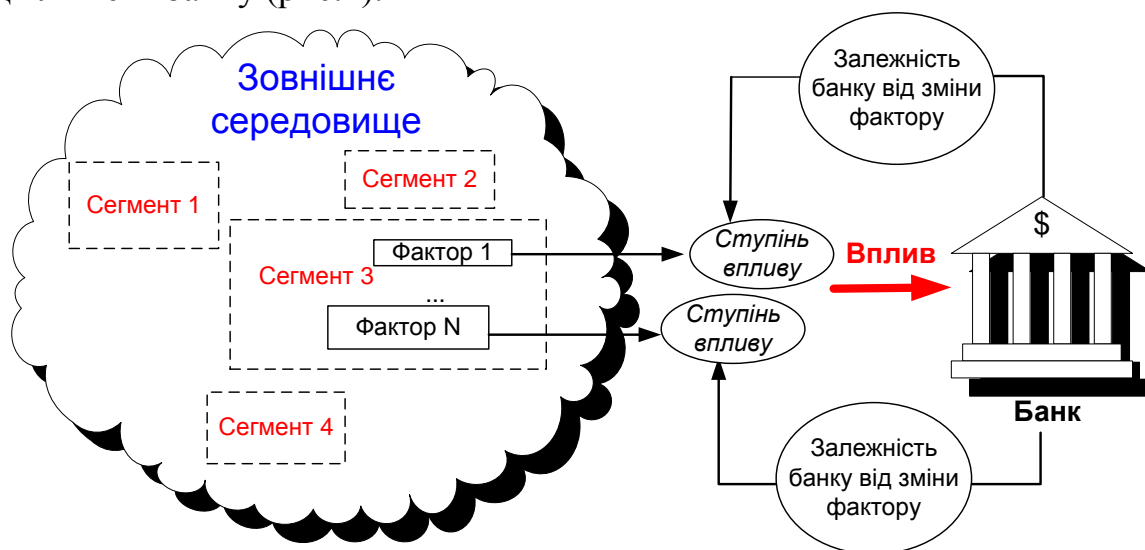 Зовнішнє
середовище
Сегмент 1
Сегмент 2
Сегмент 3
Фактор 1
...
Фактор N
Сегмент 4
Ступінь
впливу
Ступінь
впливу
Вплив
Залежність
банку від зміни
фактору
$
Банк
Залежність
банку від зміни
фактору